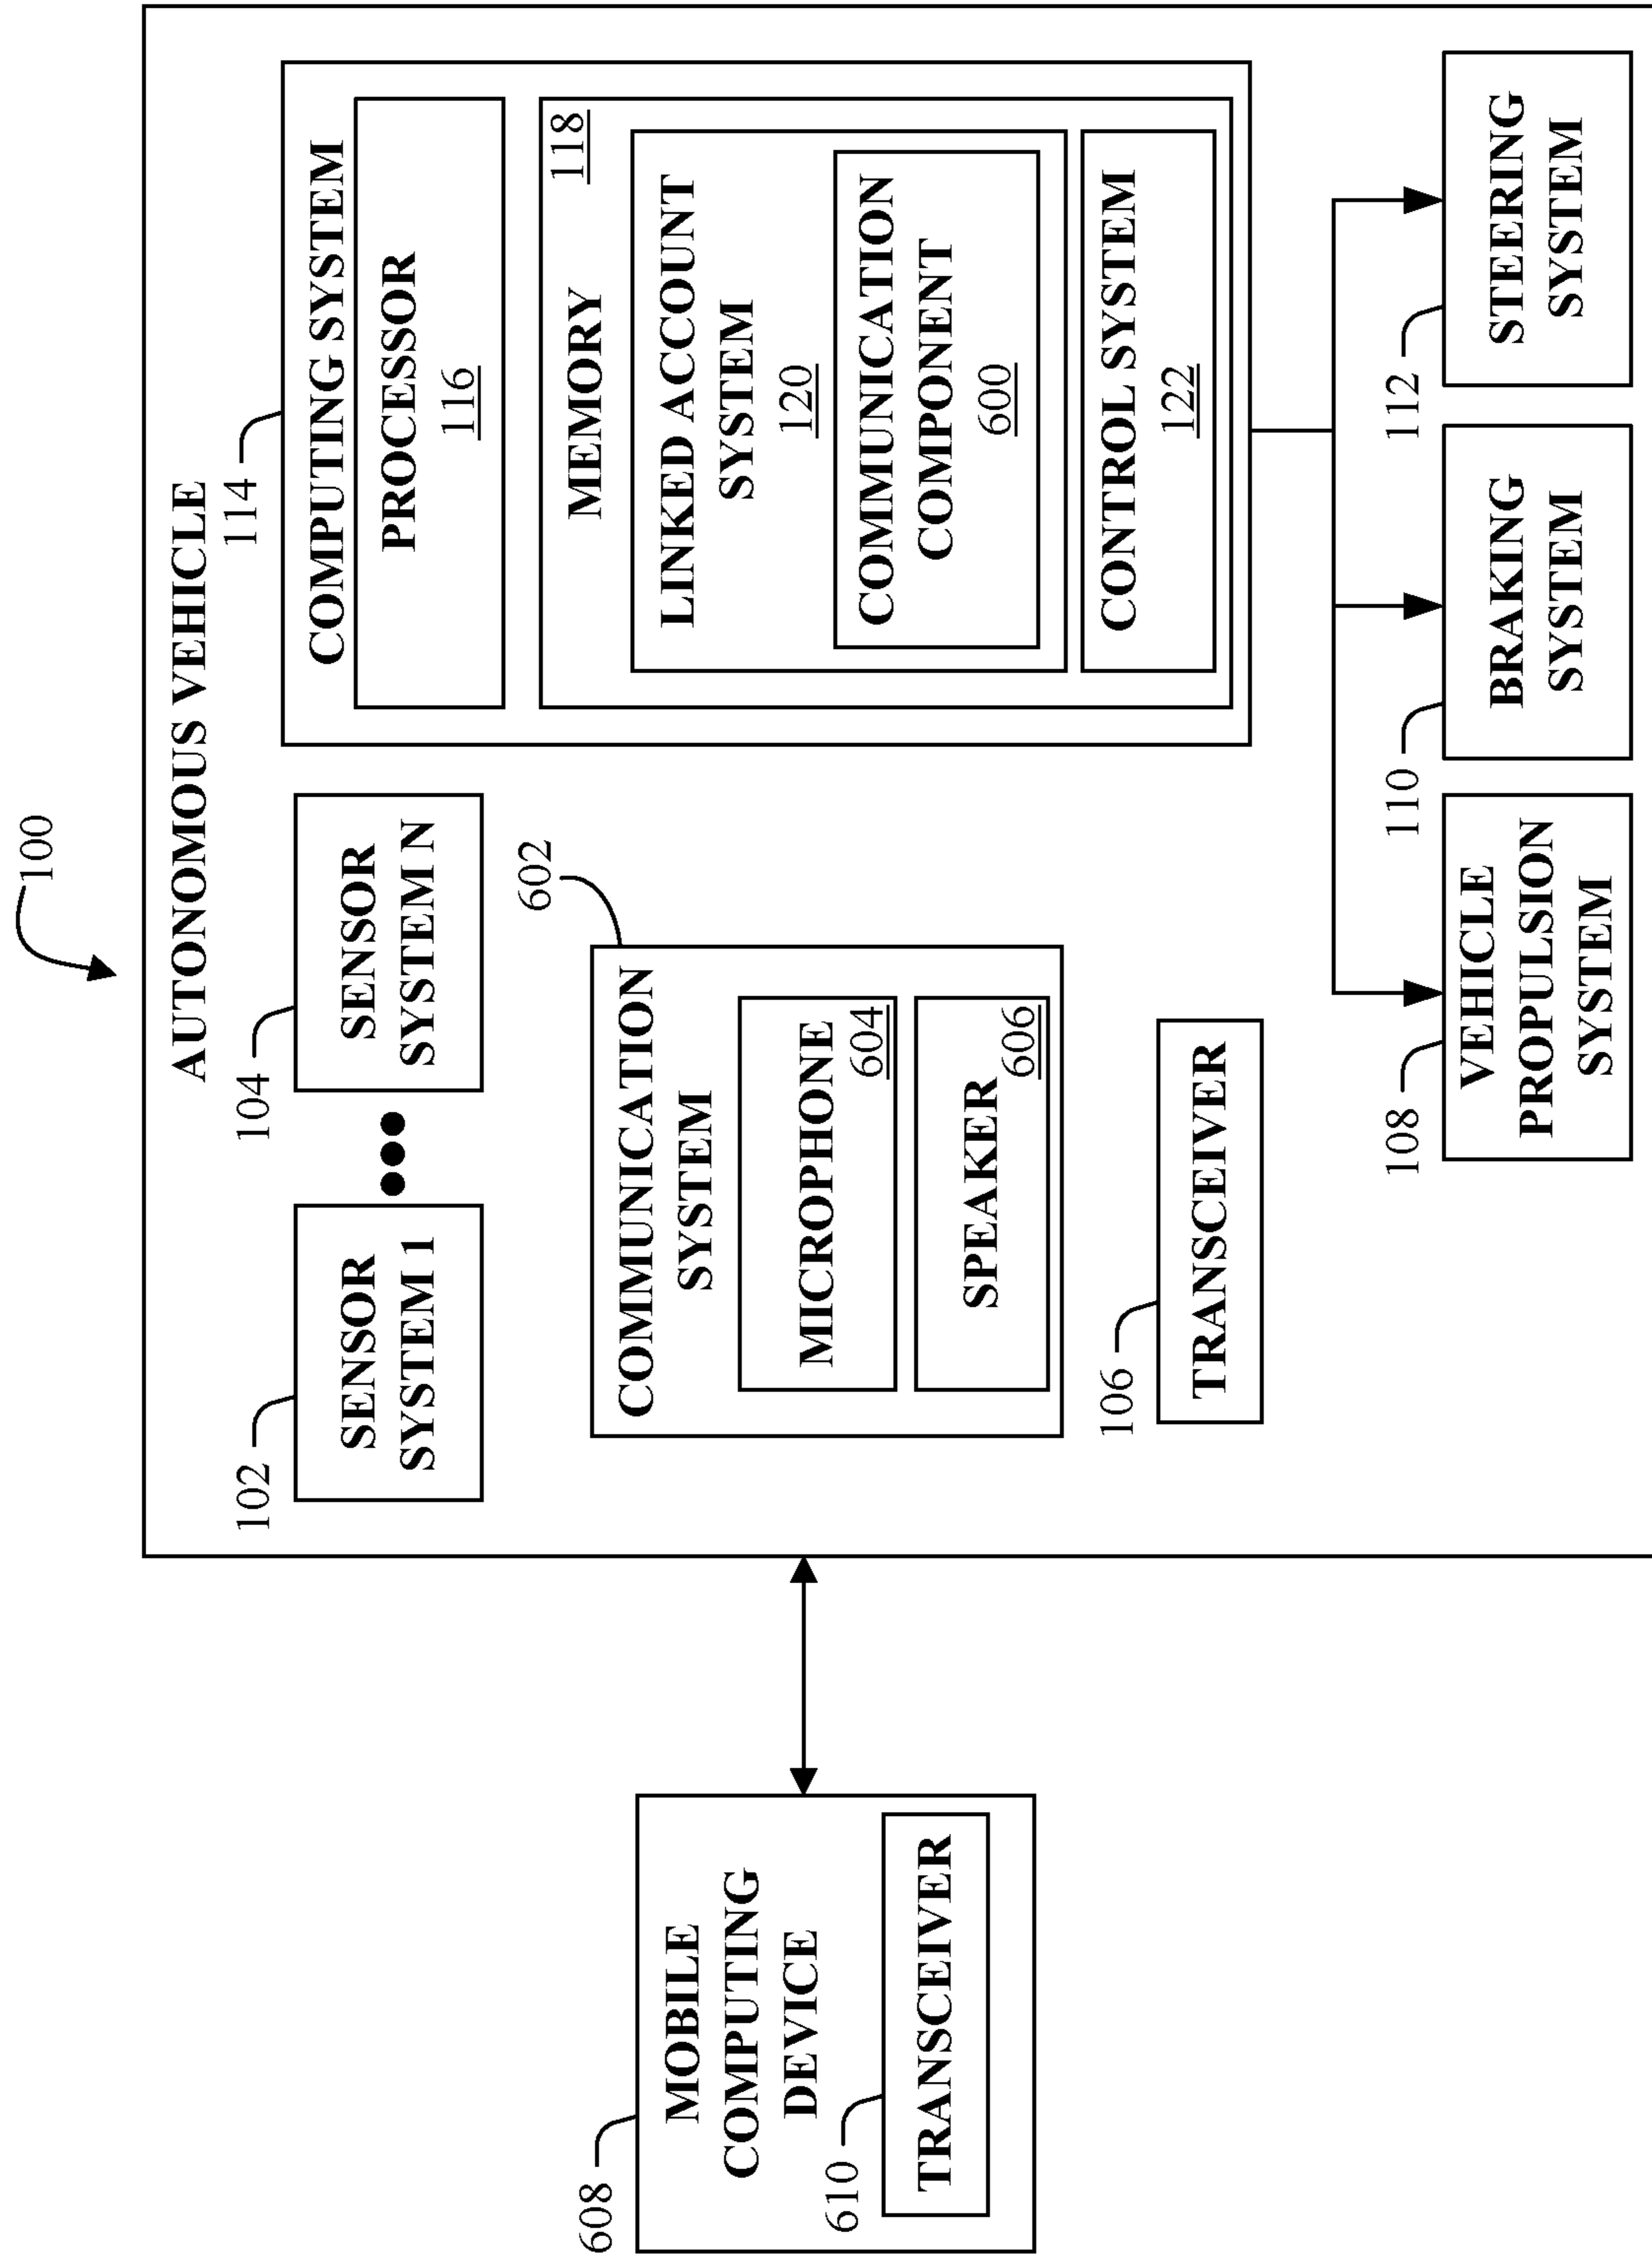 100
AUTONOMOUS VEHICLE
102
SENSOR
SYSTEM 1
104
SENSOR
SYSTEM N
114
COMPUTING SYSTEM
PROCESSOR
116
MEMORY
118
LINKED ACCOUNT
SYSTEM
120
COMMUNICATION
COMPONENT
600
CONTROL SYSTEM
122
602
COMMUNICATION
SYSTEM
MICROPHONE
604
SPEAKER
606
106
TRANSCEIVER
608
MOBILE
COMPUTING
DEVICE
610
TRANSCEIVER
108
VEHICLE
PROPULSION
SYSTEM
110
BRAKING
SYSTEM
112
STEERING
SYSTEM